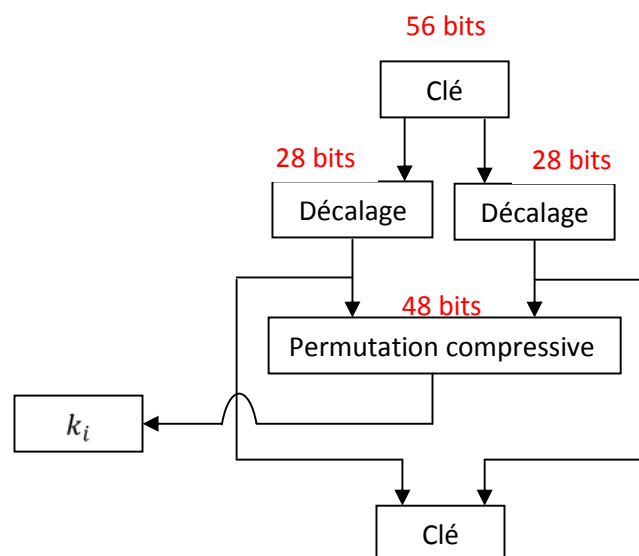 56 bits
Clé
28 bits
28 bits
Décalage
Décalage
48 bits
Permutation compressive
k_i
Clé